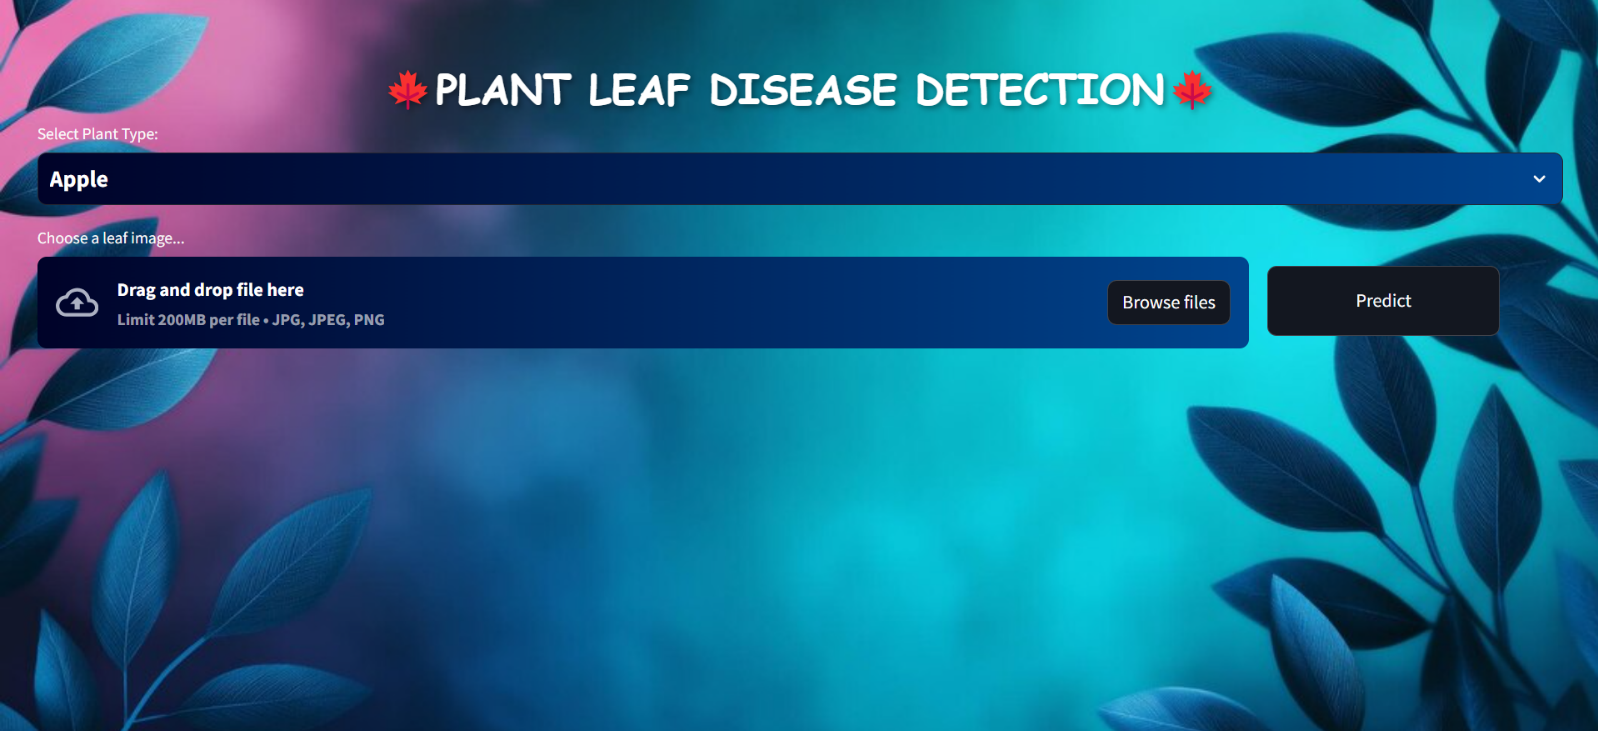 🍁PLANT LEAF DISEASE DETECTION🍁
Select Plant Type:
Apple
Choose a leaf image...
Drag and drop file here
Limit 200MB per file • JPG, JPEG, PNG
Browse files
Predict